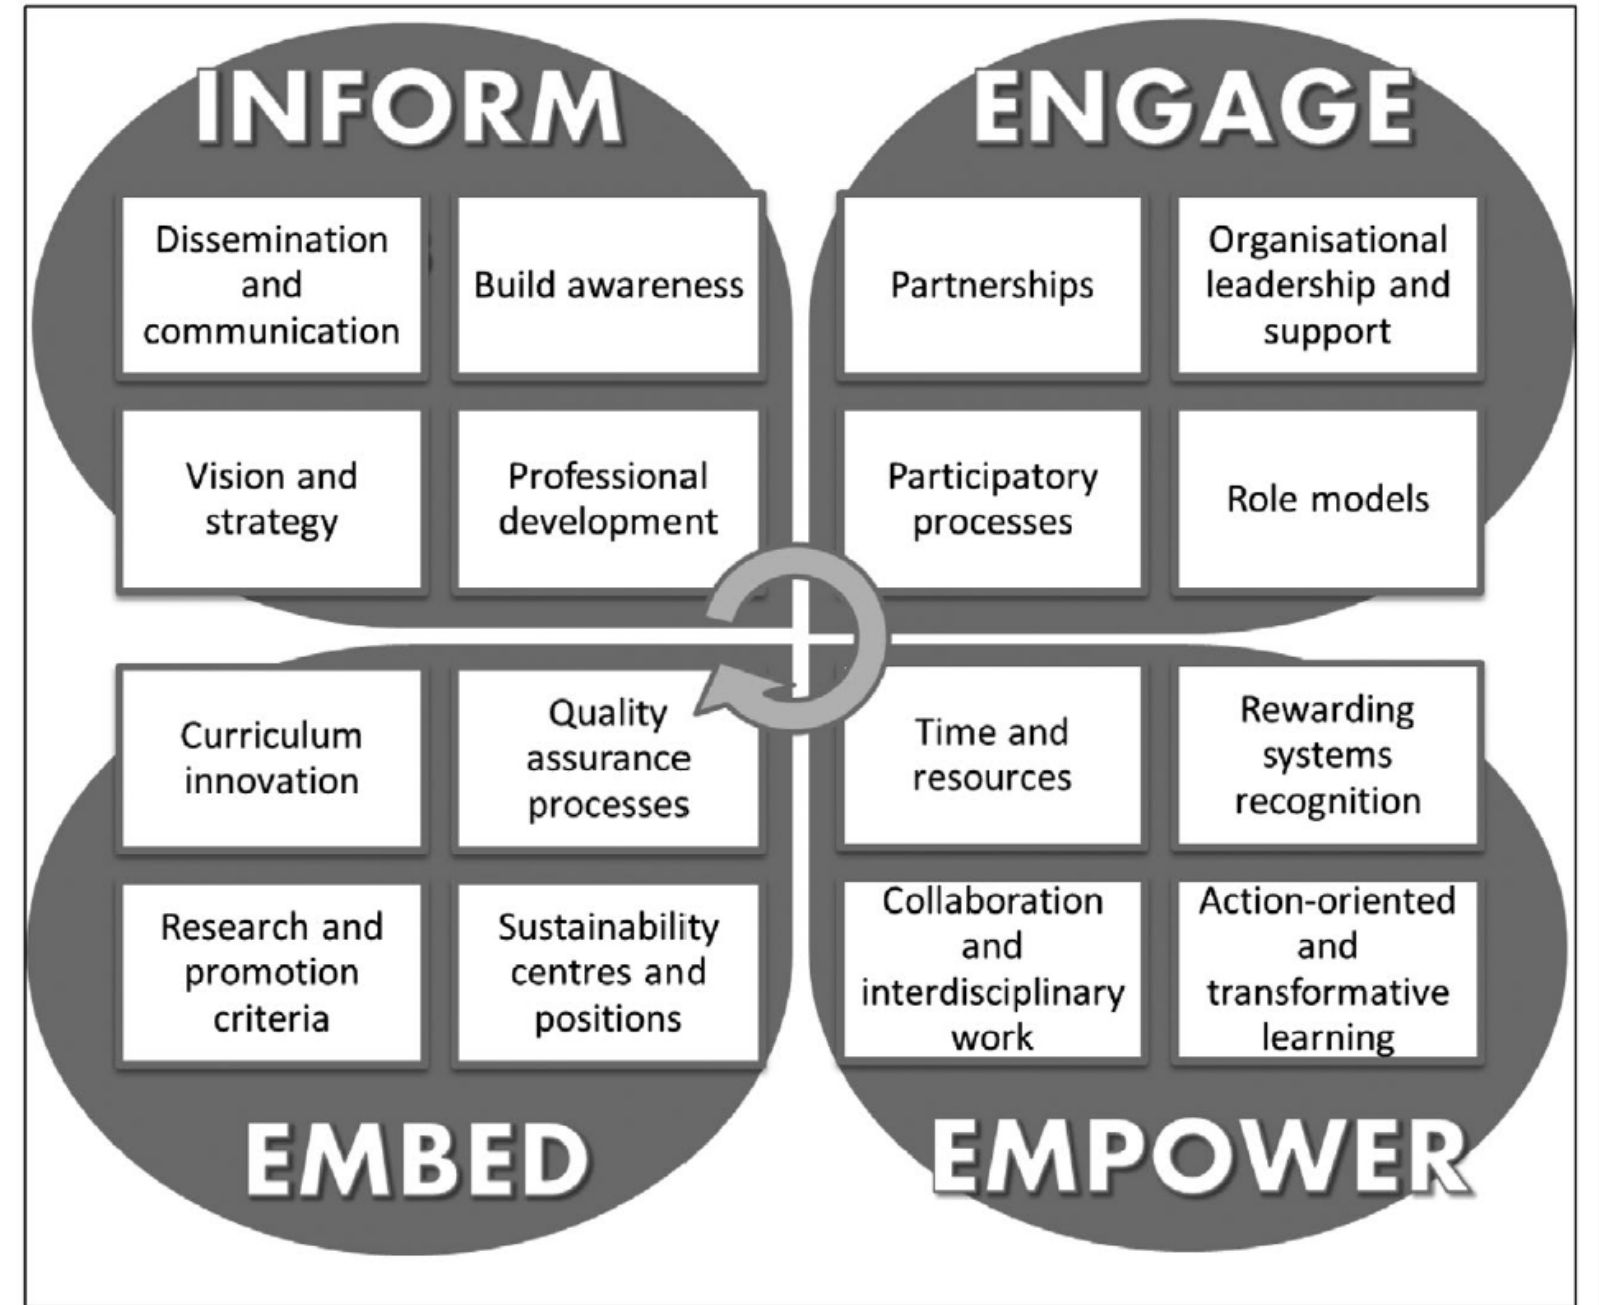 INFORM
Dissemination
and
communication
Build awareness
Vision and
strategy
Professional
development
ENGAGE
Partnerships
Organisational
leadership and
support
Participatory
processes
Role models
Curriculum
innovation
Quality
assurance
processes
Research and
promotion
criteria
Sustainability
centres and
positions
EMBED
Time and
resources
Rewarding
systems
recognition
Collaboration
and
interdisciplinary
work
Action-oriented
and
transformative
learning
EMPOWER